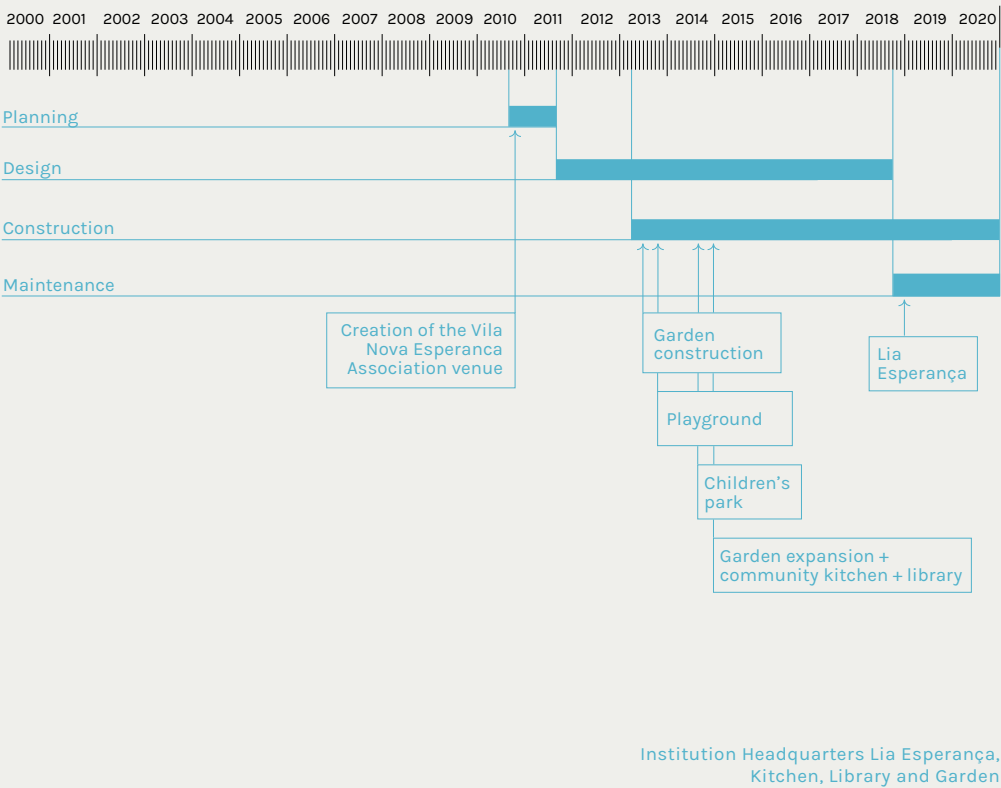 2000 2001 2002 2003 2004 2005 2006 2007 2008 2009 2010 2011 2012 2013 2014 2015 2016 2017 2018 2019 2020
Planning
Design
Construction
Maintenance
Creation of the Vila
Nova Esperanca
Association venue
Garden
construction
Lia
Esperança
Playground
Children's
park
Garden expansion +
community kitchen + library
Institution Headquarters Lia Esperança,
Kitchen, Library and Garden